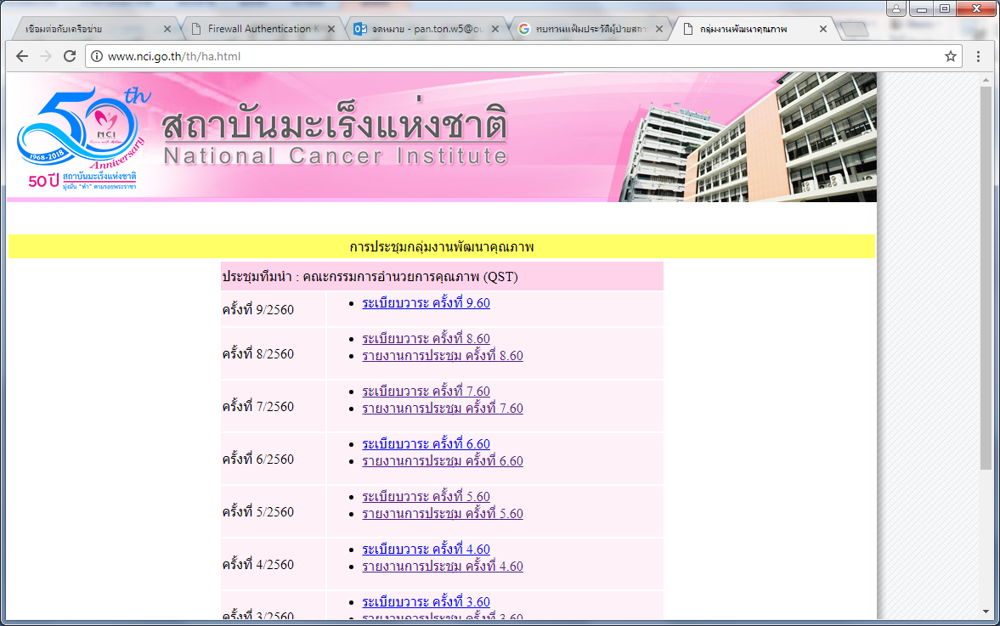 เชื่อมต่อกับเครือข่าย
Firewall Authentication K
จดหมาย - pan.ton.w5@ou
ทบทวนแฟ้มประวัติผู้ป่วยสถา
กลุ่มงานพัฒนาคุณภาพ
www.nci.go.th/th/ha.html
50th
NCI
1968-2018
Anniversary
50 ปี สถาบันมะเร็งแห่งชาติ
มุ่งมั่น "ทำ" ตามรอยพระราชา
สถาบันมะเร็งแห่งชาติ
National Cancer Institute
การประชุมกลุ่มงานพัฒนาคุณภาพ
ประชุมทีมนำ : คณะกรรมการอำนวยการคุณภาพ (QST)
ครั้งที่ 9/2560
ระเบียบวาระ ครั้งที่ 9.60
ครั้งที่ 8/2560
ระเบียบวาระ ครั้งที่ 8.60
รายงานการประชุม ครั้งที่ 8.60
ครั้งที่ 7/2560
ระเบียบวาระ ครั้งที่ 7.60
รายงานการประชุม ครั้งที่ 7.60
ครั้งที่ 6/2560
ระเบียบวาระ ครั้งที่ 6.60
รายงานการประชุม ครั้งที่ 6.60
ครั้งที่ 5/2560
ระเบียบวาระ ครั้งที่ 5.60
รายงานการประชุม ครั้งที่ 5.60
ครั้งที่ 4/2560
ระเบียบวาระ ครั้งที่ 4.60
รายงานการประชุม ครั้งที่ 4.60
ครั้งที่ 3/2560
ระเบียบวาระ ครั้งที่ 3.60
รายงานการประชุม ครั้งที่ 3.60